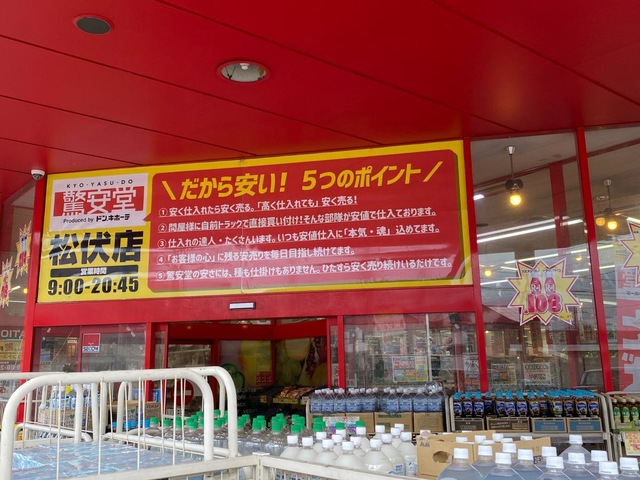 KYO・YASU・DO
驚安堂
Produced by ドン.キホーテ
松伏店
営業時間
9:00-20:45
＼だから安い！ 5つのポイント／
① 安く仕入れたら安く売る。「高く仕入れても」安く売る！
② 問屋様に自前トラックで直接買い付け！そんな部隊が安値で仕入ております。
③ 仕入れの達人・たくさんいます。いつも安値仕入に「本気・魂」込めてます。
④ 「お客様の心」に残る安売りを毎日目指し続けてます。
⑤ 驚安堂の安さには、種も仕掛けもありません。ひたすら安く売り続けいるだけです。